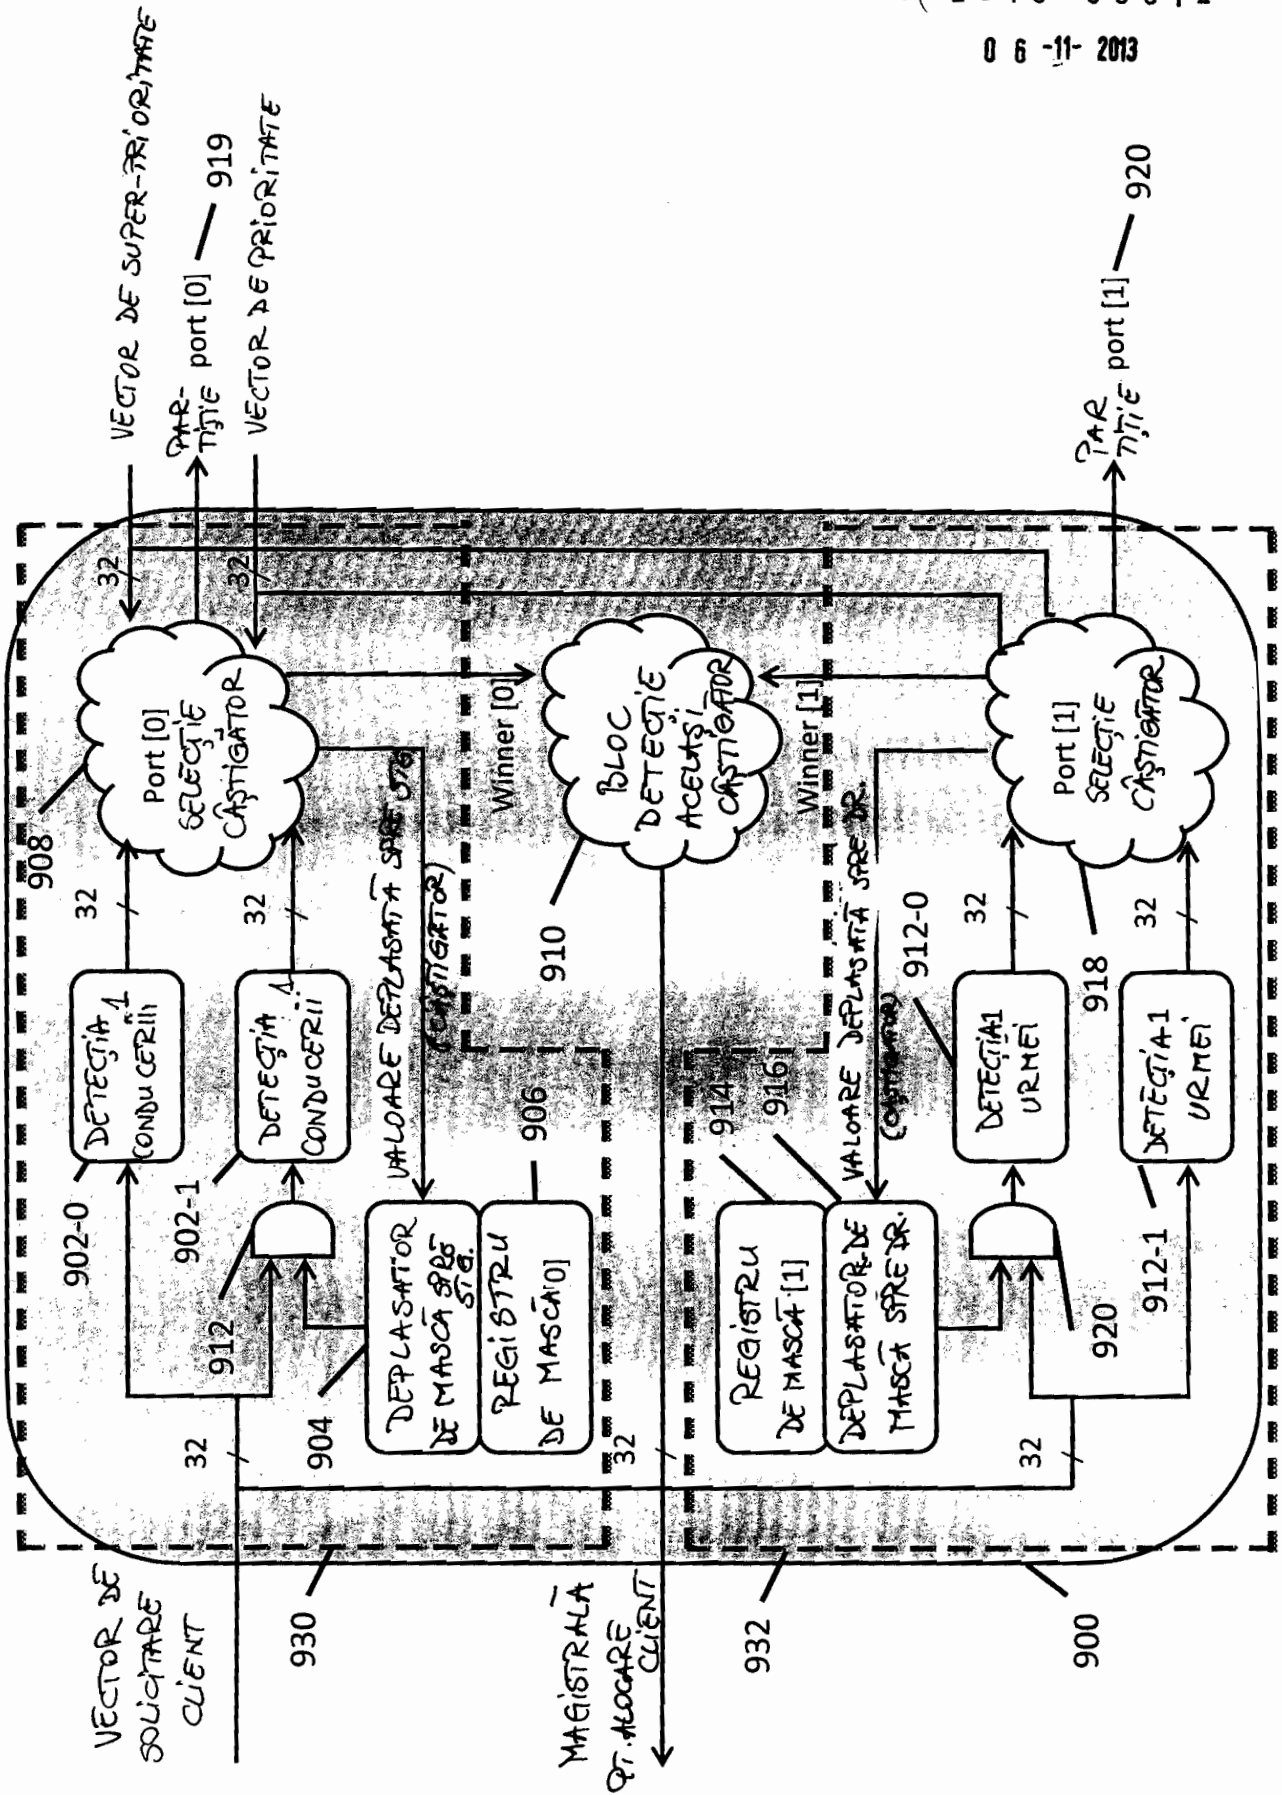 06-11-2013
VECTOR DE SUPER-PRIORITATE
PAR-
TIȚIE port [0]
919
VECTOR DE PRIORITATE
32
32
908
Port [0]
SELECȚIE
CÂȘTIGĂTOR
32
32
DETECȚIA 1
CONDUCERII
902-0
DETECȚIA 1
CONDUCERII
902-1
912
VALOARE DEPLASATĂ SPRE STG
(CÂȘTIGĂTOR)
DEPLASATOR
DE MASCĂ SPRE
STG.
904
REGISTRU
DE MASCĂ [0]
906
32
VECTOR DE
SOLICITARE
CLIENT
930
Winner [0]
BLOC
DETECȚIE
ACELAȘI
CÂȘTIGĂTOR
910
Winner [1]
32
MAGISTRALĂ
PT. ALOCARE
CLIENT
914
916
REGISTRU
DE MASCĂ [1]
DEPLASATOR DE
MASCĂ SPRE DR.
VALOARE DEPLASATĂ SPRE DR.
(CÂȘTIGĂTOR)
912-0
DETECȚIA 1
URMEI
32
Port [1]
SELECȚIE
CÂȘTIGĂTOR
918
PAR
TIȚIE port [1]
920
32
DETECȚIA 1
URMEI
912-1
920
32
932
900